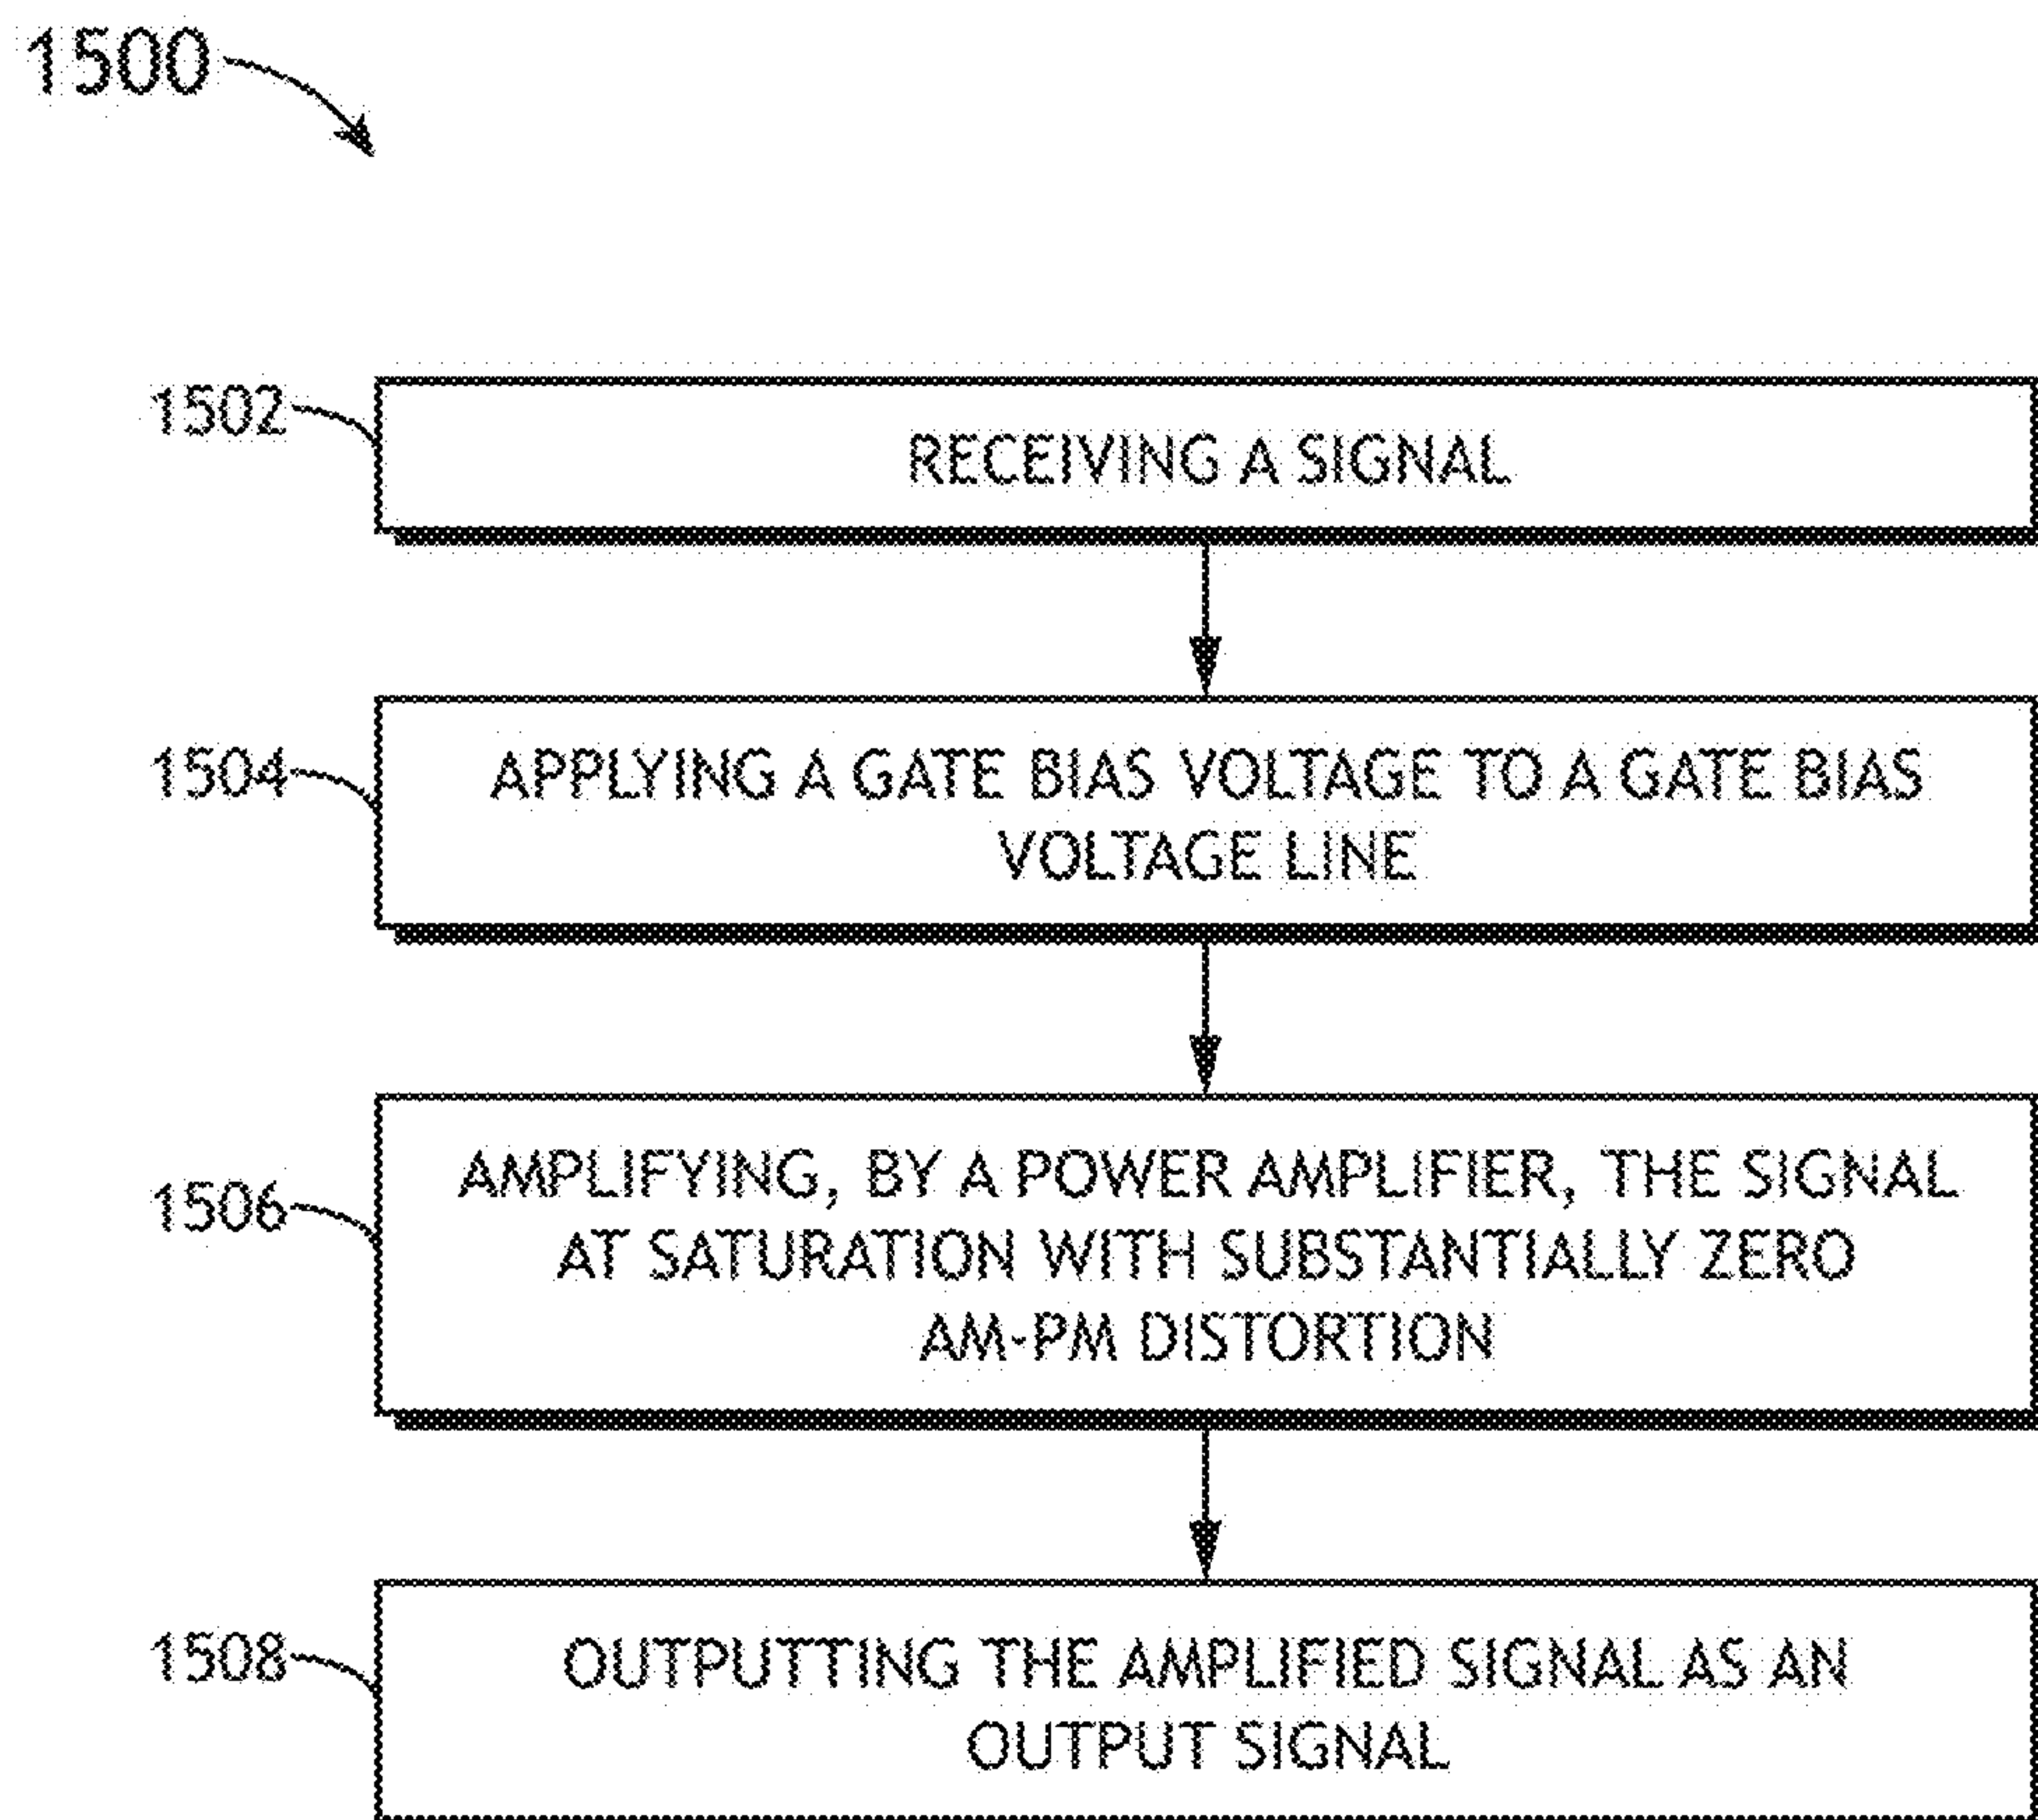 1500
1502
RECEIVING A SIGNAL
1504
APPLYING A GATE BIAS VOLTAGE TO A GATE BIAS
VOLTAGE LINE
1506
AMPLIFYING, BY A POWER AMPLIFIER, THE SIGNAL
AT SATURATION WITH SUBSTANTIALLY ZERO
AM-PM DISTORTION
1508
OUTPUTTING THE AMPLIFIED SIGNAL AS AN
OUTPUT SIGNAL